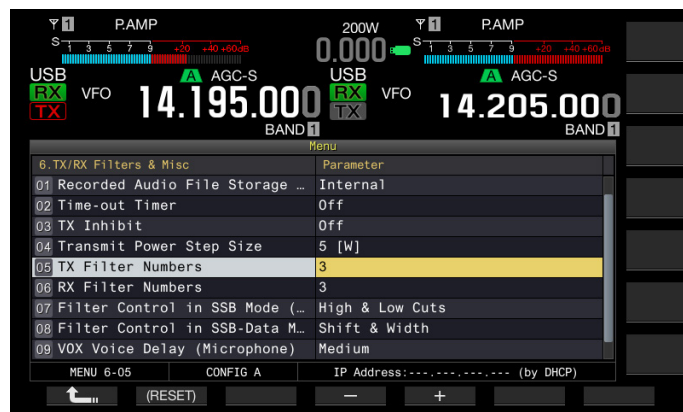 1 P.AMP 200W 1 P.AMP
S 1 3 5 7 9 +20 +40 +60dB 0.000 S 1 3 5 7 9 +20 +40 +60dB
USB A AGC-S USB A AGC-S
RX VFO 14.195.000 RX VFO 14.205.000
TX TX
BAND 1 BAND 1
Menu
6.TX/RX Filters & Misc Parameter
01 Recorded Audio File Storage … Internal
02 Time-out Timer Off
03 TX Inhibit Off
04 Transmit Power Step Size 5 [W]
05 TX Filter Numbers 3
06 RX Filter Numbers 3
07 Filter Control in SSB Mode (… High & Low Cuts
08 Filter Control in SSB-Data M… Shift & Width
09 VOX Voice Delay (Microphone) Medium
MENU 6-05 CONFIG A IP Address:---.---.---.--- (by DHCP)
(RESET) − +